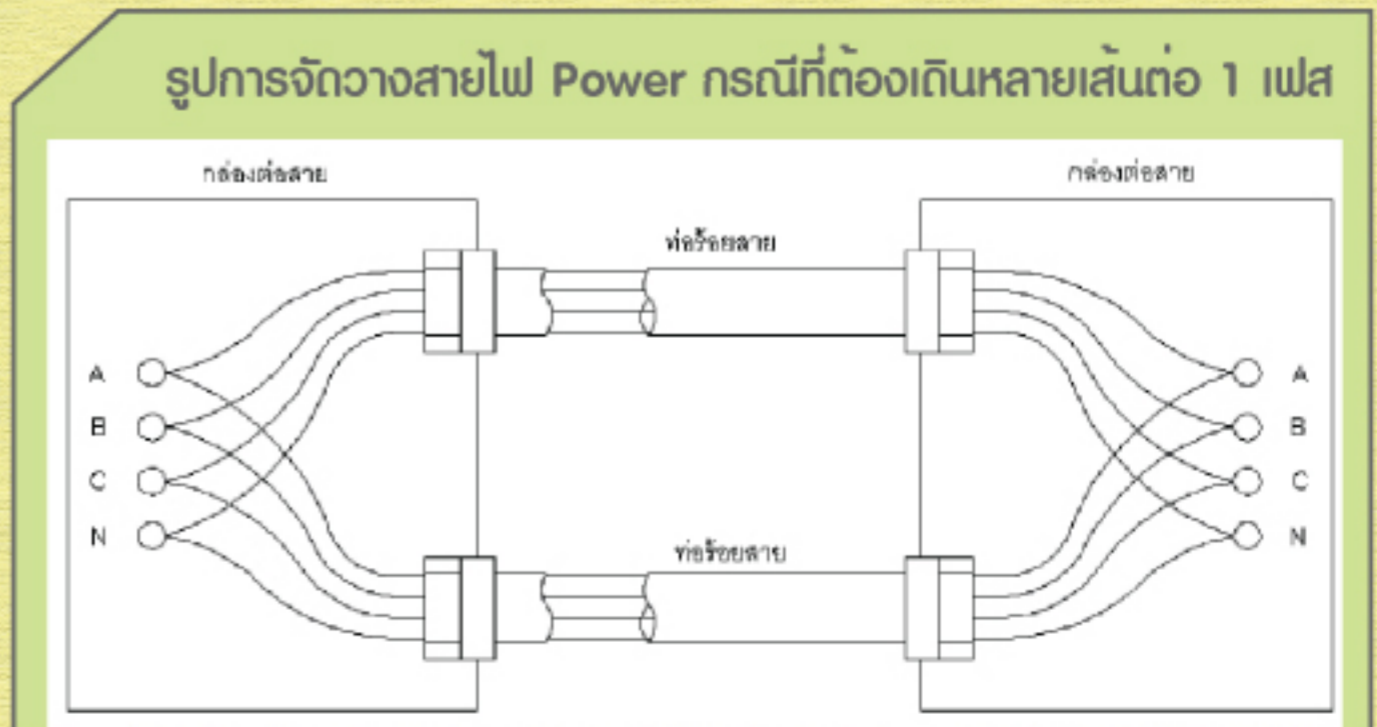 รูปการจัดวางสายไฟ Power กรณีที่ต้องเดินหลายเส้นต่อ 1 เฟส
กล่องต่อสาย
กล่องต่อสาย
ท่อร้อยสาย
A
A
B
B
C
C
N
N
ท่อร้อยสาย